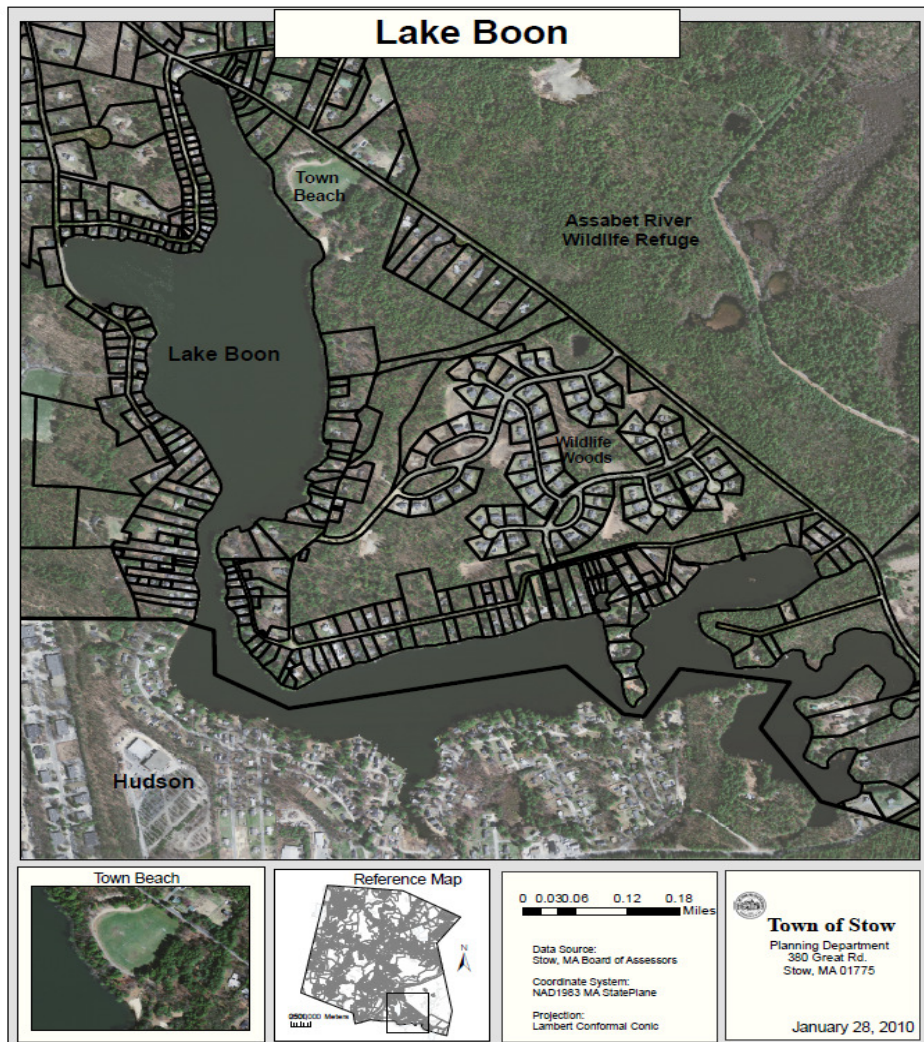 Lake Boon
Town
Beach
Assabet River
Wildlife Refuge
Lake Boon
Wildlife
Woods
Hudson
Town Beach
Reference Map
N
Meters
0 0.03 0.06 0.12 0.18
Miles
Data Source:
Stow, MA Board of Assessors
Coordinate System:
NAD1983 MA StatePlane
Projection:
Lambert Conformal Conic
Town of Stow
Planning Department
380 Great Rd.
Stow, MA 01775
January 28, 2010